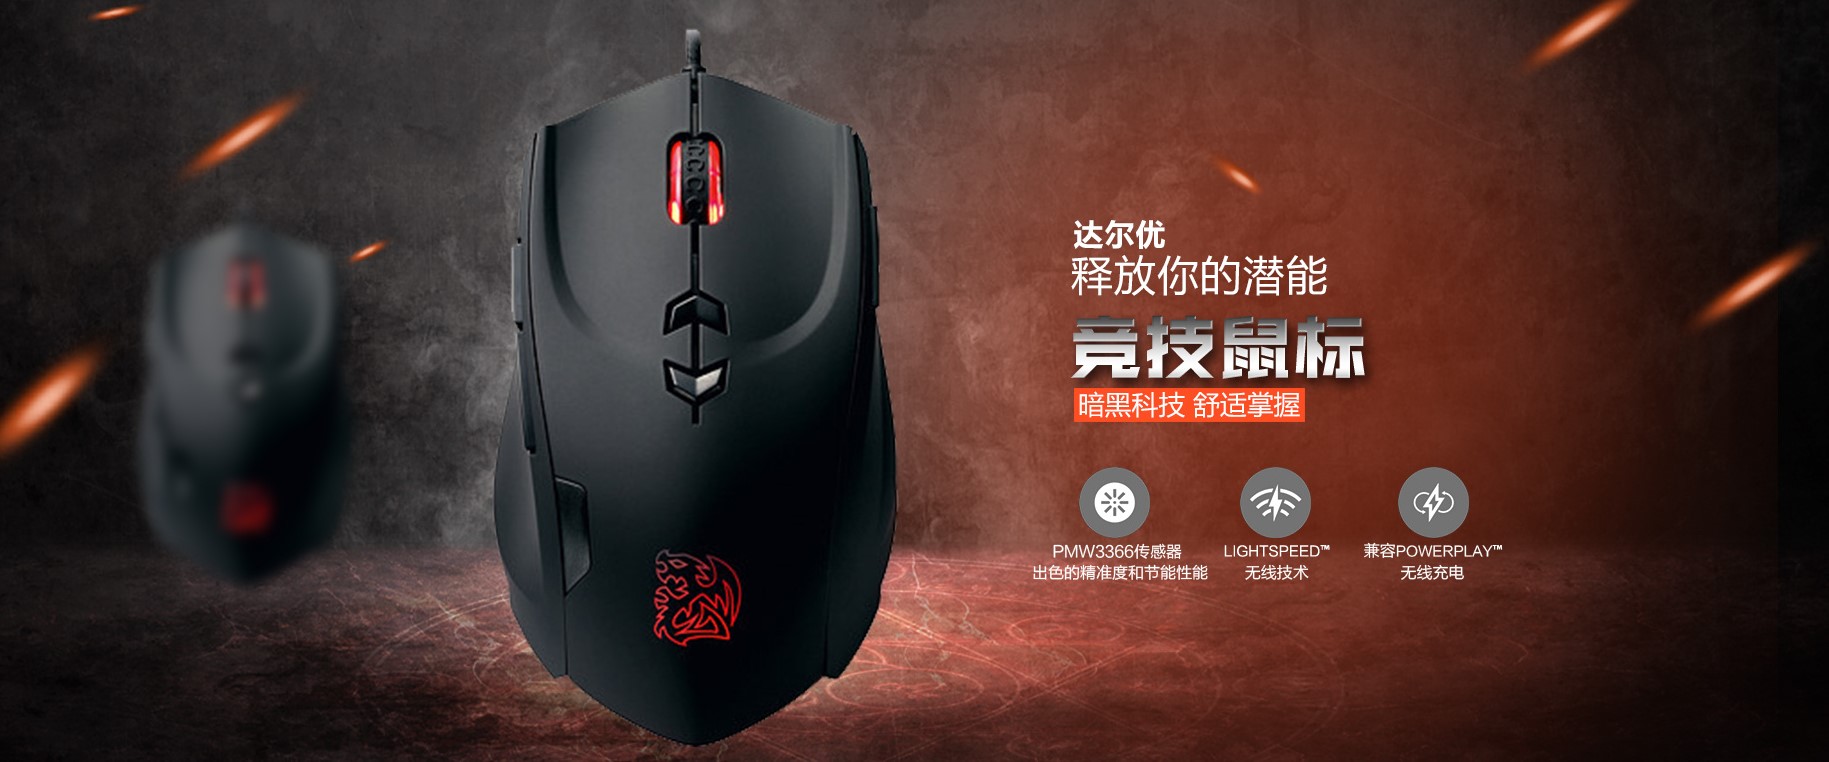 达尔优
释放你的潜能
竞技鼠标
暗黑科技 舒适掌握
PMW3366传感器
出色的精准度和节能性能
LIGHTSPEED™
无线技术
兼容POWERPLAY™
无线充电